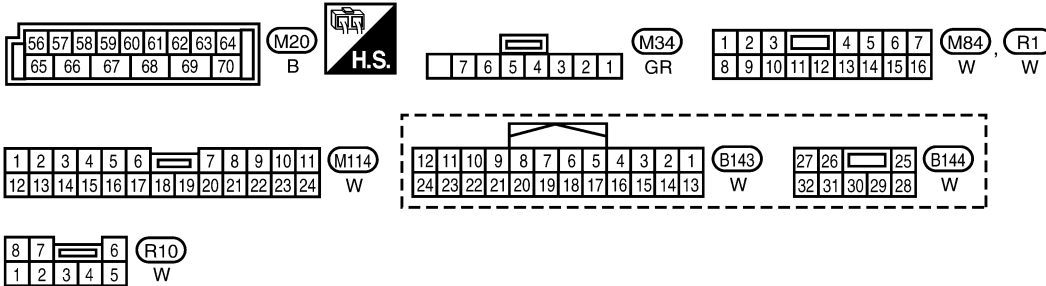 56 57 58 59 60 61 62 63 64
65 66 67 68 69 70
M20
B
H.S.
7 6 5 4 3 2 1
M34
GR
1 2 3 4 5 6 7
8 9 10 11 12 13 14 15 16
M84 , R1
W W
1 2 3 4 5 6 7 8 9 10 11
12 13 14 15 16 17 18 19 20 21 22 23 24
M114
W
12 11 10 9 8 7 6 5 4 3 2 1
24 23 22 21 20 19 18 17 16 15 14 13
B143
W
27 26 25
32 31 30 29 28
B144
W
8 7 6
1 2 3 4 5
R10
W